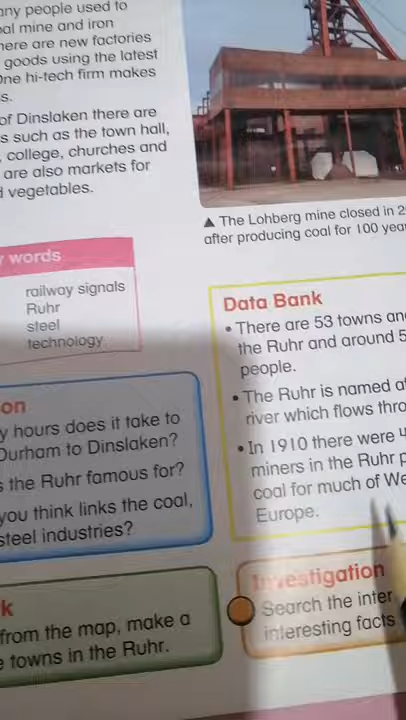 any people used to
al mine and iron
here are new factories
goods using the latest
One hi-tech firm makes
s.
of Dinslaken there are
s such as the town hall,
, college, churches and
are also markets for
d vegetables.
▲ The Lohberg mine closed in 2
after producing coal for 100 yea
words
railway signals
Ruhr
steel
technology
Data Bank
• There are 53 towns and
the Ruhr and around 5
people.
• The Ruhr is named a
river which flows thro
• In 1910 there were 4
miners in the Ruhr p
coal for much of We
Europe.
on
y hours does it take to
Durham to Dinslaken?
s the Ruhr famous for?
you think links the coal,
steel industries?
k
from the map, make a
e towns in the Ruhr.
Investigation
Search the inter
interesting facts